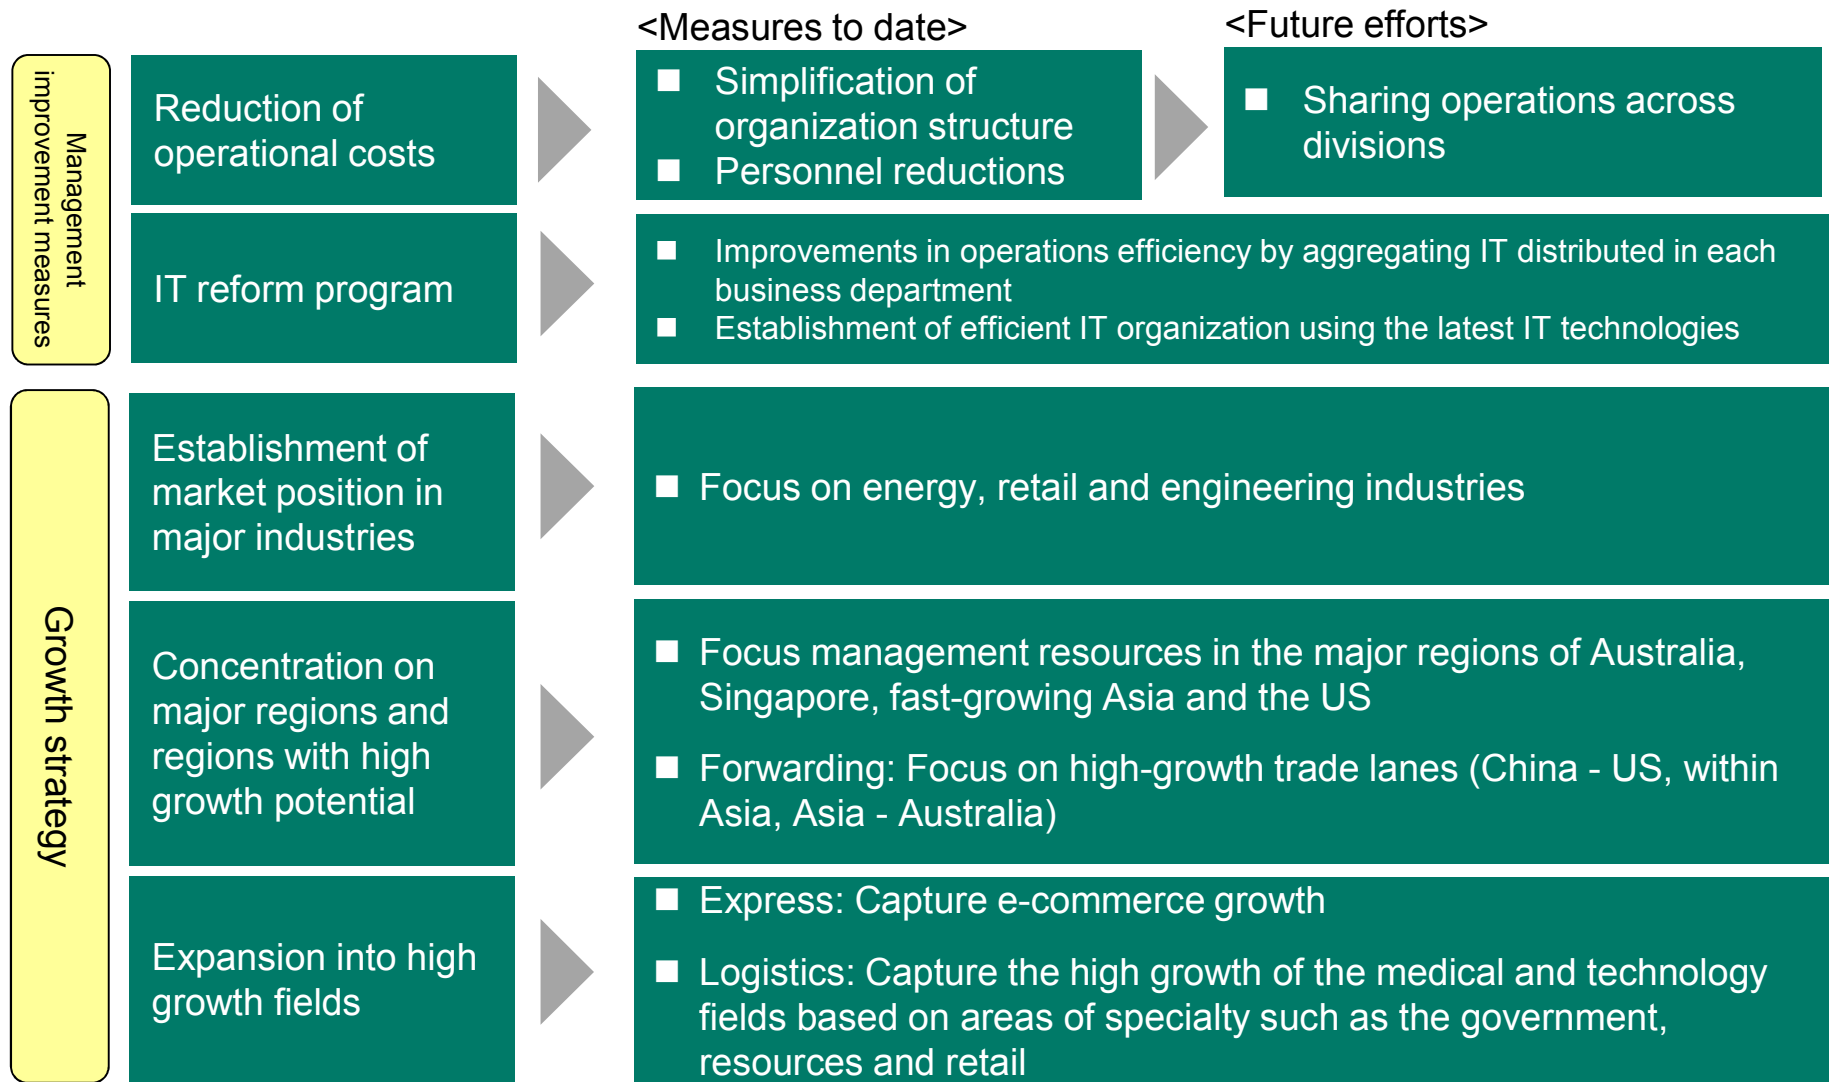 <Measures to date>
<Future efforts>
Management
improvement measures
Reduction of
operational costs
■ Simplification of
organization structure
■ Personnel reductions
■ Sharing operations across
divisions
IT reform program
■ Improvements in operations efficiency by aggregating IT distributed in each
business department
■ Establishment of efficient IT organization using the latest IT technologies
Growth strategy
Establishment of
market position in
major industries
■ Focus on energy, retail and engineering industries
Concentration on
major regions and
regions with high
growth potential
■ Focus management resources in the major regions of Australia,
Singapore, fast-growing Asia and the US
■ Forwarding: Focus on high-growth trade lanes (China - US, within
Asia, Asia - Australia)
Expansion into high
growth fields
■ Express: Capture e-commerce growth
■ Logistics: Capture the high growth of the medical and technology
fields based on areas of specialty such as the government,
resources and retail